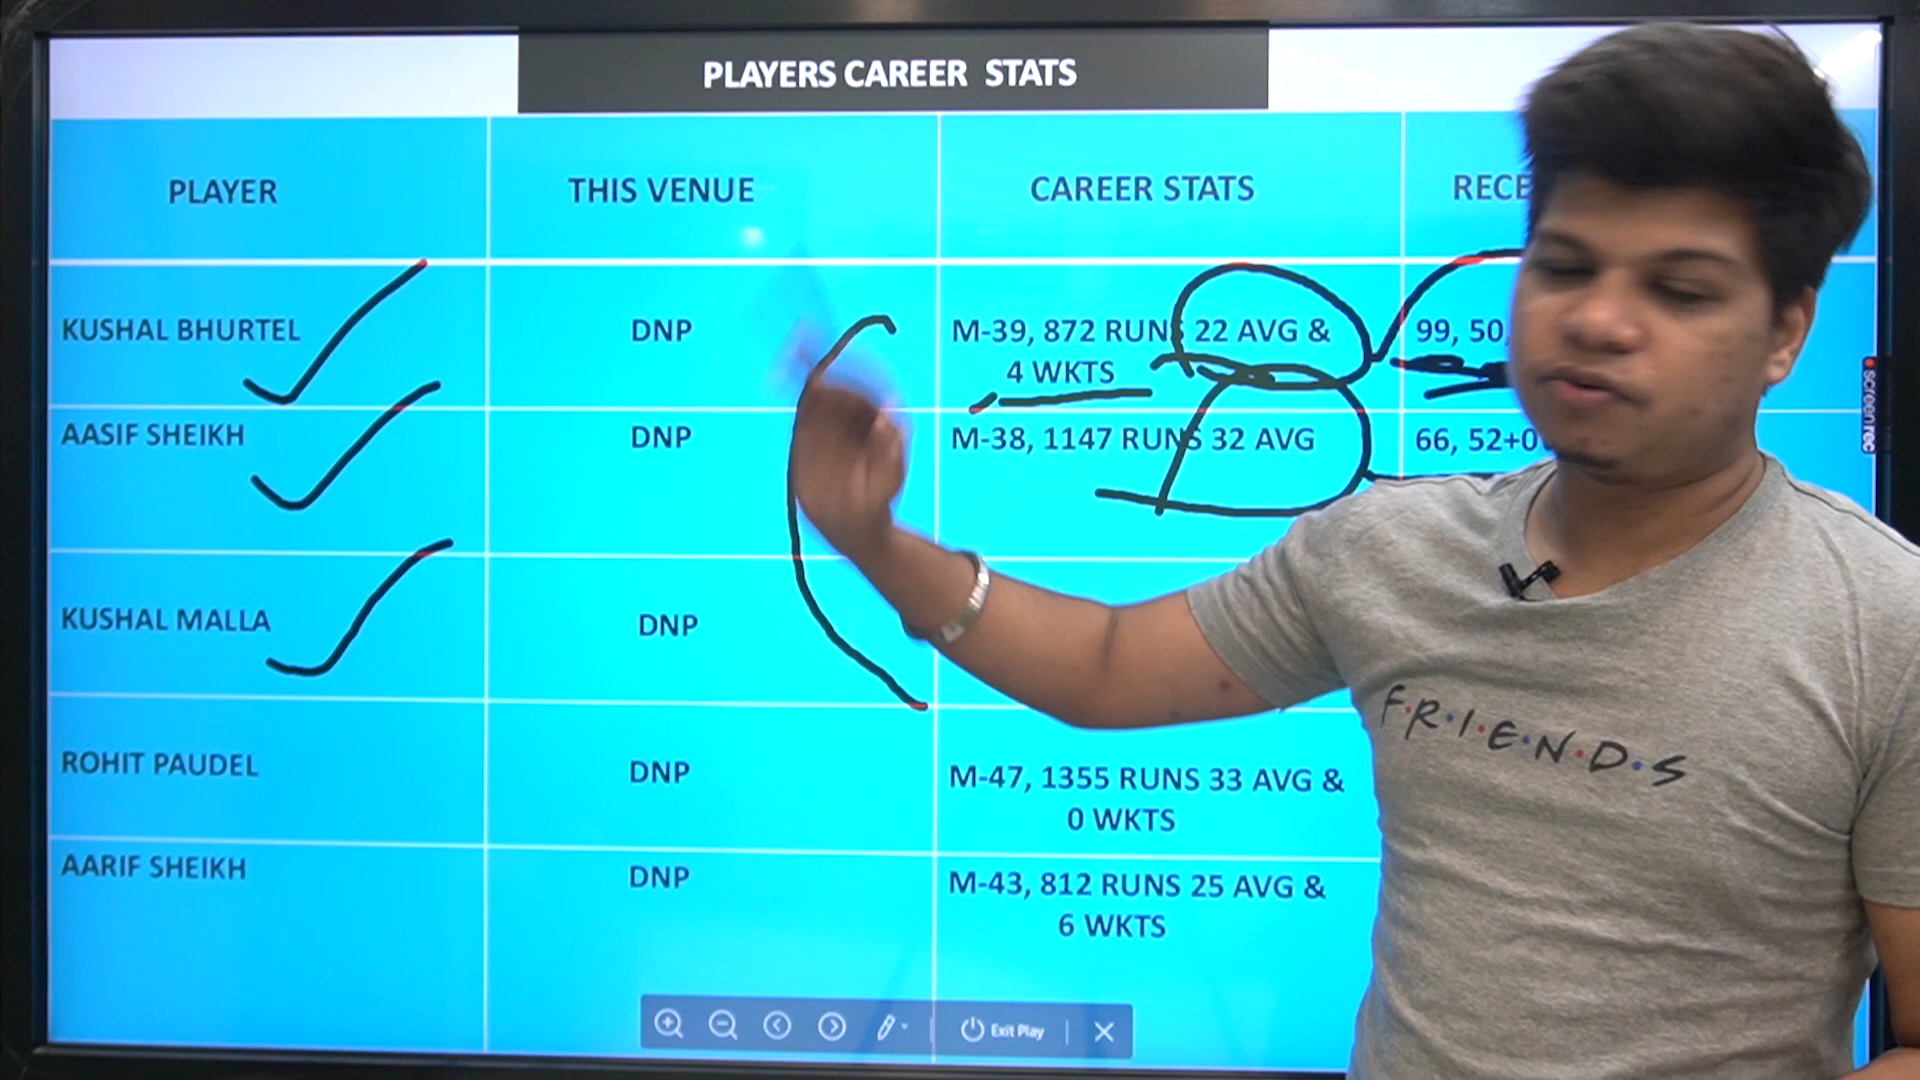 PLAYERS CAREER STATS
PLAYER THIS VENUE CAREER STATS RECE
KUSHAL BHURTEL DNP M-39, 872 RUNS 22 AVG & 99, 50,
4 WKTS
AASIF SHEIKH DNP M-38, 1147 RUNS 32 AVG 66, 52+0
KUSHAL MALLA DNP
ROHIT PAUDEL DNP M-47, 1355 RUNS 33 AVG &
0 WKTS
AARIF SHEIKH DNP M-43, 812 RUNS 25 AVG &
6 WKTS
Exit Play
F·R·I·E·N·D·S
screenrec